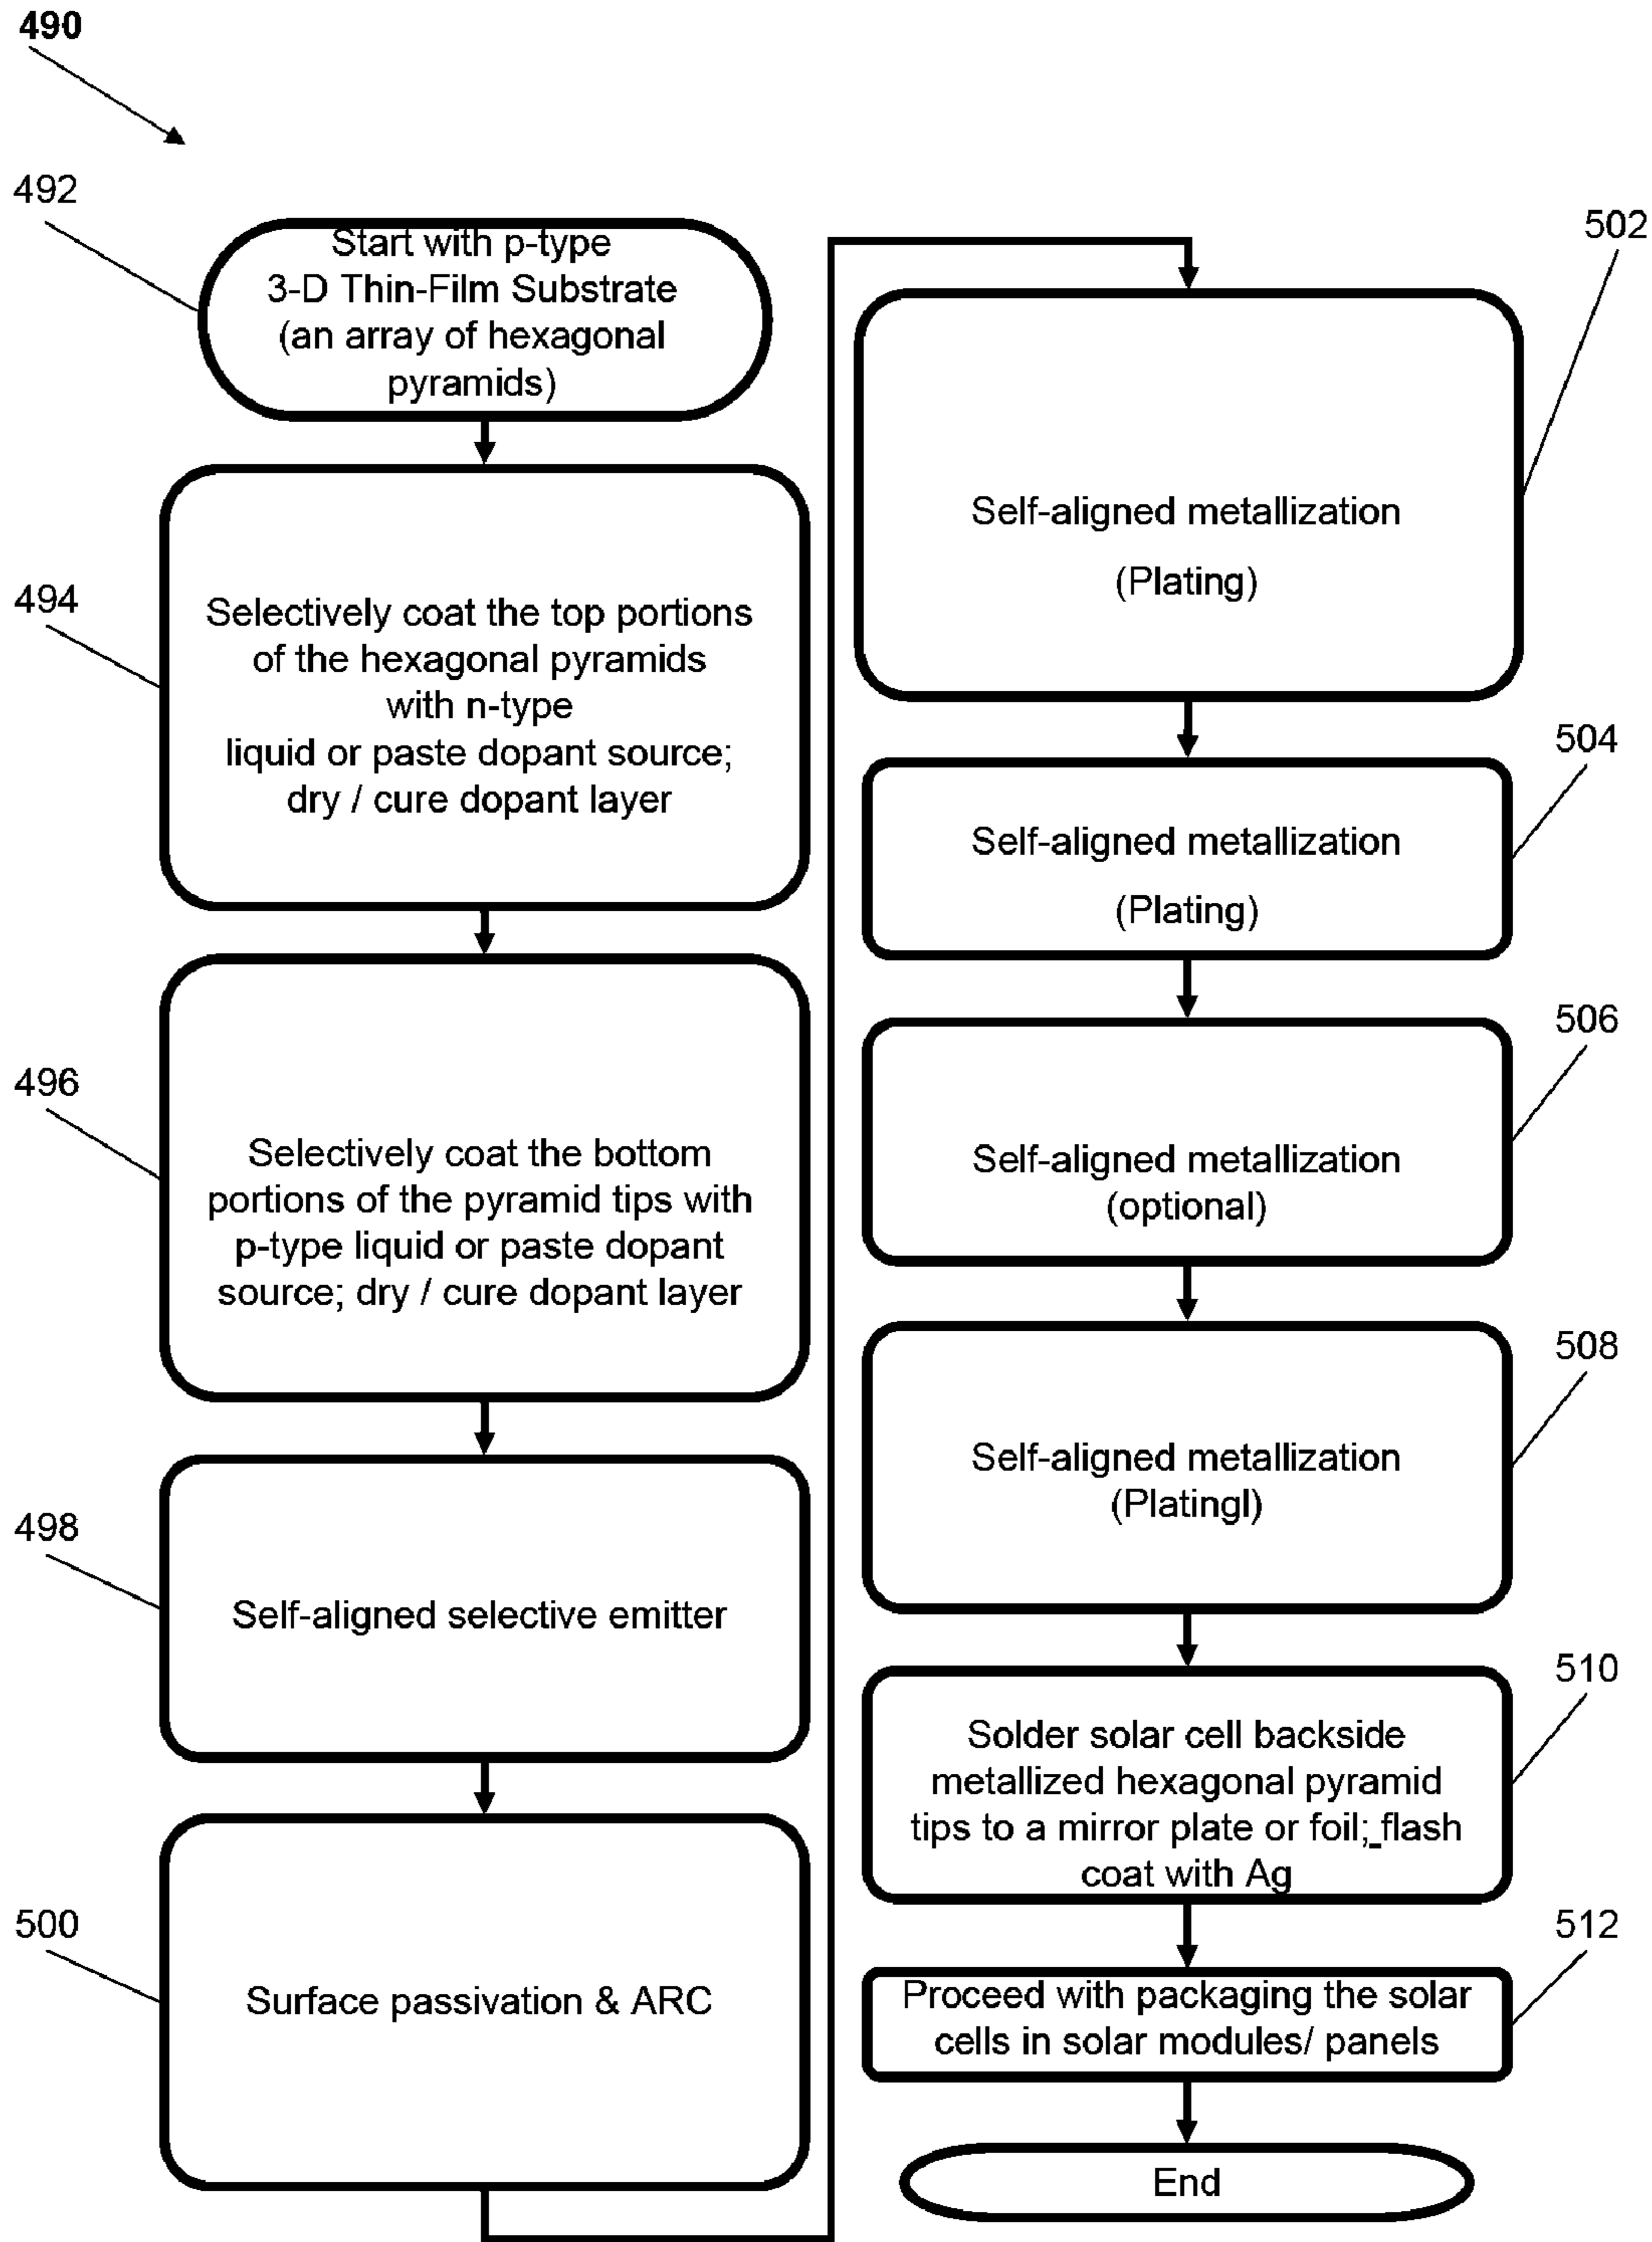 490
492
Start with p-type
3-D Thin-Film Substrate
(an array of hexagonal
pyramids)
494
Selectively coat the top portions
of the hexagonal pyramids
with n-type
liquid or paste dopant source;
dry / cure dopant layer
496
Selectively coat the bottom
portions of the pyramid tips with
p-type liquid or paste dopant
source; dry / cure dopant layer
498
Self-aligned selective emitter
500
Surface passivation & ARC
502
Self-aligned metallization
(Plating)
504
Self-aligned metallization
(Plating)
506
Self-aligned metallization
(optional)
508
Self-aligned metallization
(Platingl)
510
Solder solar cell backside
metallized hexagonal pyramid
tips to a mirror plate or foil; flash
coat with Ag
512
Proceed with packaging the solar
cells in solar modules/ panels
End